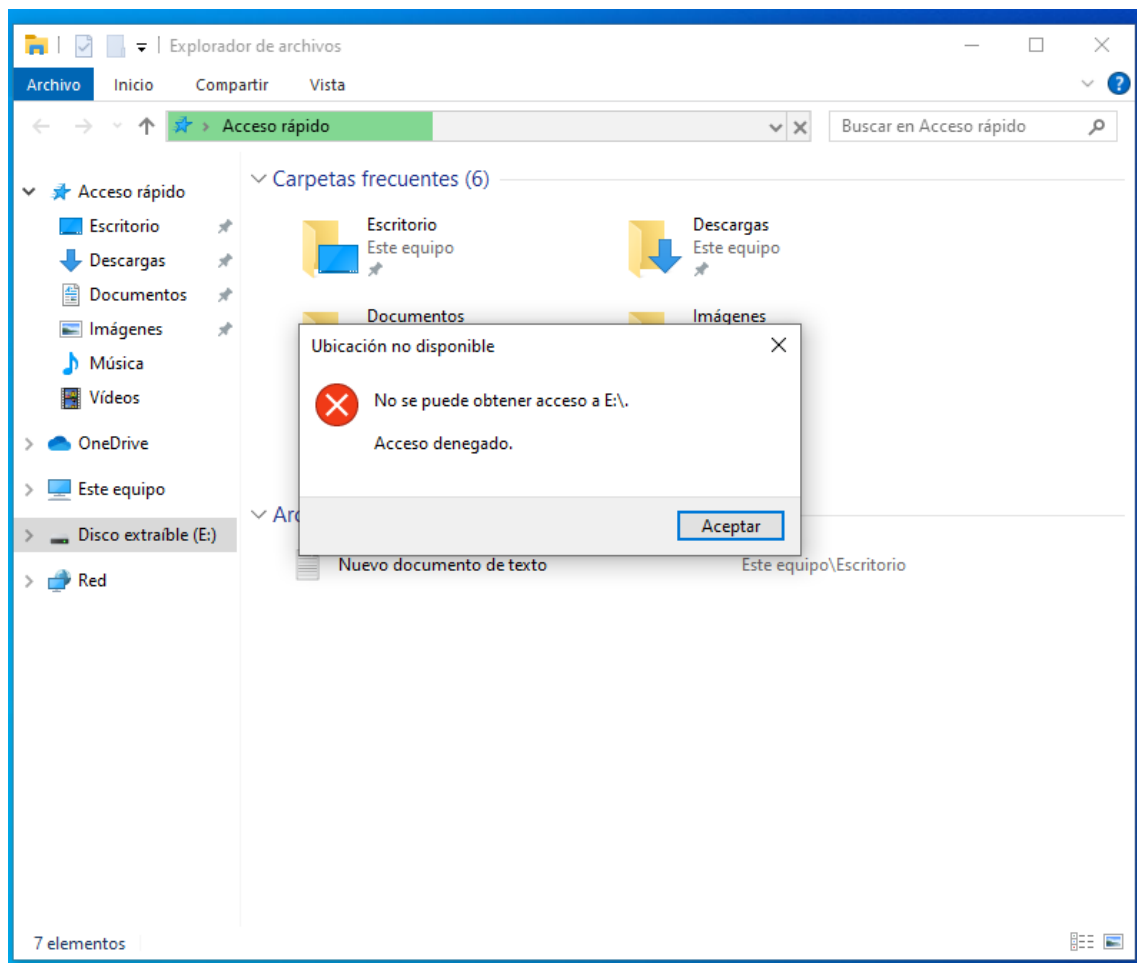 Explorador de archivos
Archivo Inicio Compartir Vista
Acceso rápido
Buscar en Acceso rápido
Acceso rápido
Escritorio
Descargas
Documentos
Imágenes
Música
Vídeos
OneDrive
Este equipo
Disco extraíble (E:)
Red
Carpetas frecuentes (6)
Escritorio
Este equipo
Descargas
Este equipo
Documentos
Imágenes
Ubicación no disponible
No se puede obtener acceso a E:\.
Acceso denegado.
Aceptar
Nuevo documento de texto Este equipo\Escritorio
7 elementos